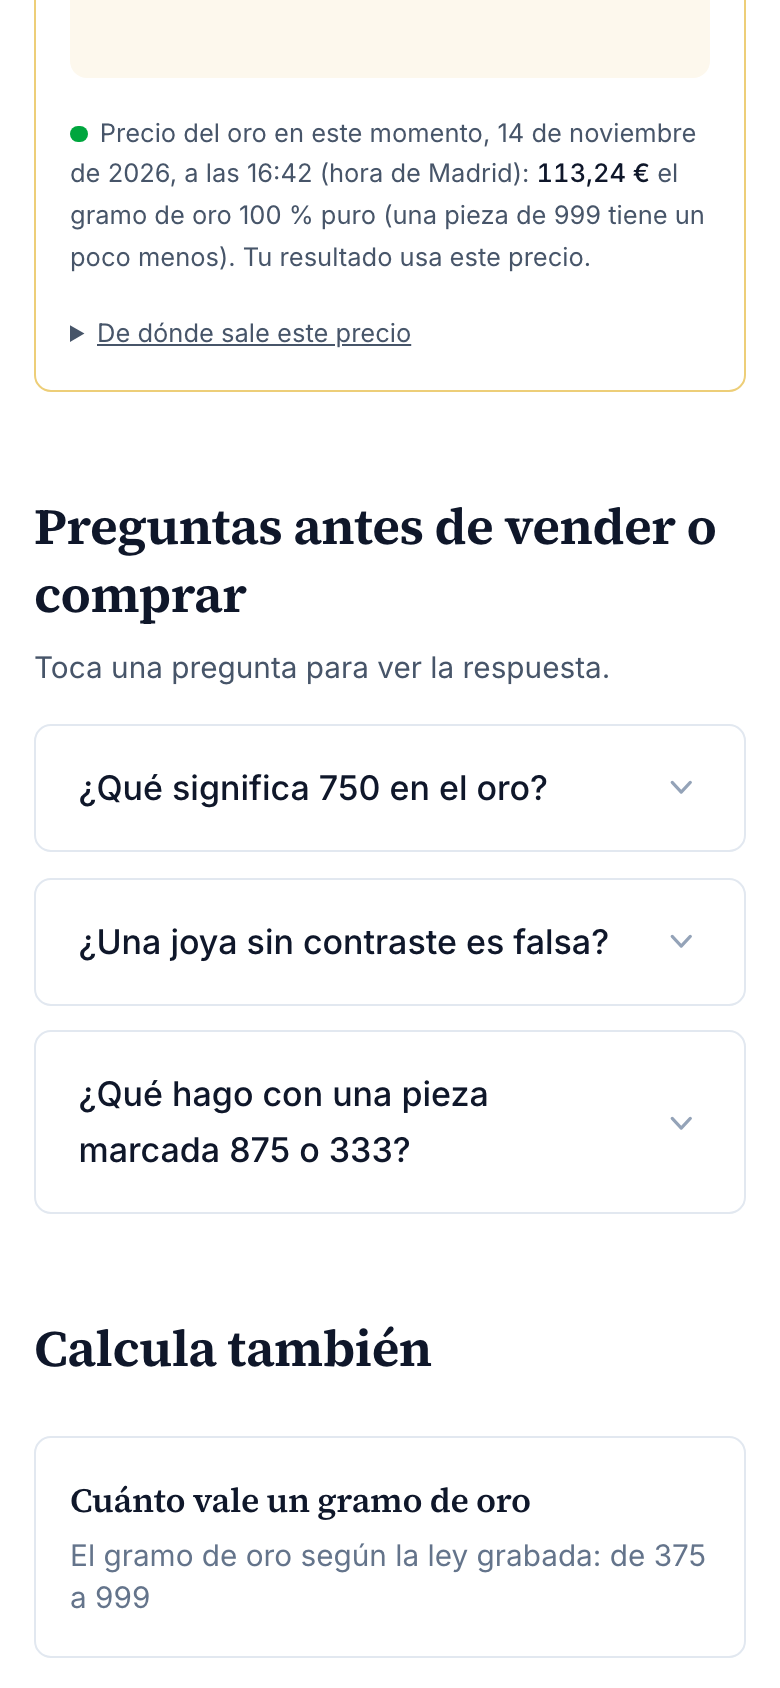 Precio del oro en este momento, 14 de noviembre
de 2026, a las 16:42 (hora de Madrid): 113,24 € el
gramo de oro 100 % puro (una pieza de 999 tiene un
poco menos). Tu resultado usa este precio.
De dónde sale este precio
Preguntas antes de vender o
comprar
Toca una pregunta para ver la respuesta.
¿Qué significa 750 en el oro?
¿Una joya sin contraste es falsa?
¿Qué hago con una pieza
marcada 875 o 333?
Calcula también
Cuánto vale un gramo de oro
El gramo de oro según la ley grabada: de 375
a 999